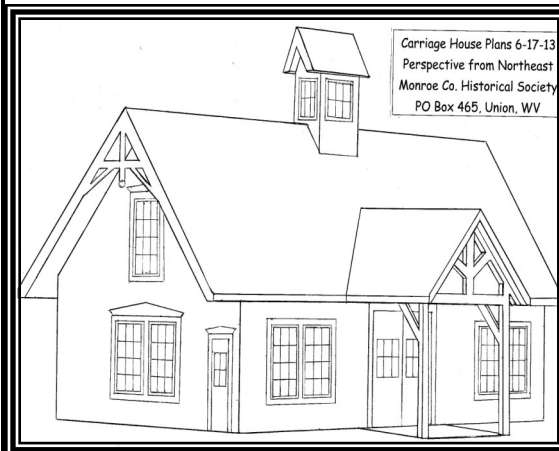 Carriage House Plans 6-17-13
Perspective from Northeast
Monroe Co. Historical Society
PO Box 465, Union, WV